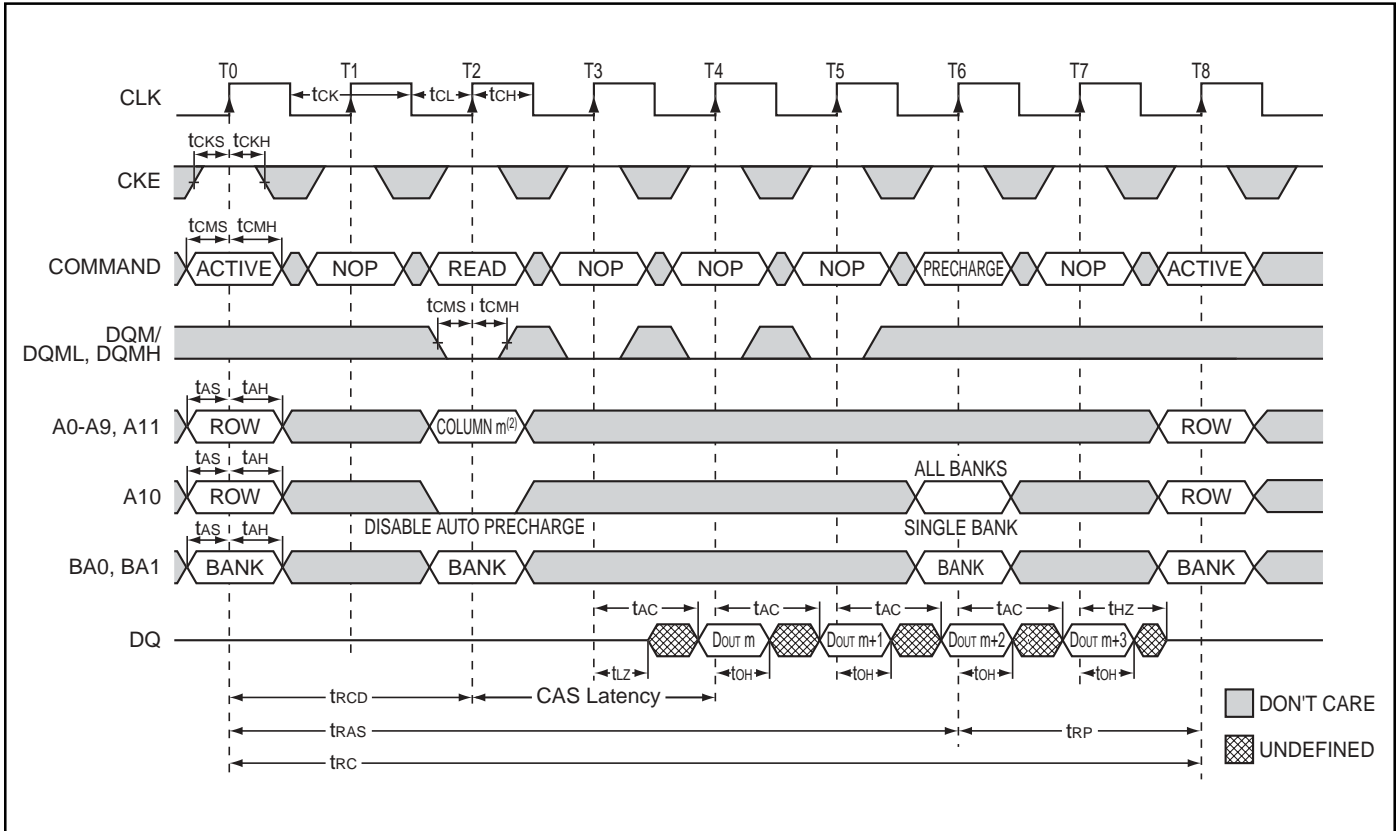 T0 T1 T2 T3 T4 T5 T6 T7 T8
CLK tCK tCL tCH
tCKS tCKH
CKE
tCMS tCMH
COMMAND ACTIVE NOP READ NOP NOP NOP PRECHARGE NOP ACTIVE
tCMS tCMH
DQM/
DQML, DQMH
tAS tAH
A0-A9, A11 ROW COLUMN m(2) ROW
tAS tAH ALL BANKS
A10 ROW ROW
DISABLE AUTO PRECHARGE SINGLE BANK
tAS tAH
BA0, BA1 BANK BANK BANK BANK
tAC tAC tAC tAC tHZ
DQ DOUT m DOUT m+1 DOUT m+2 DOUT m+3
tLZ tOH tOH tOH tOH
tRCD CAS Latency
DON'T CARE
tRAS tRP
UNDEFINED
tRC